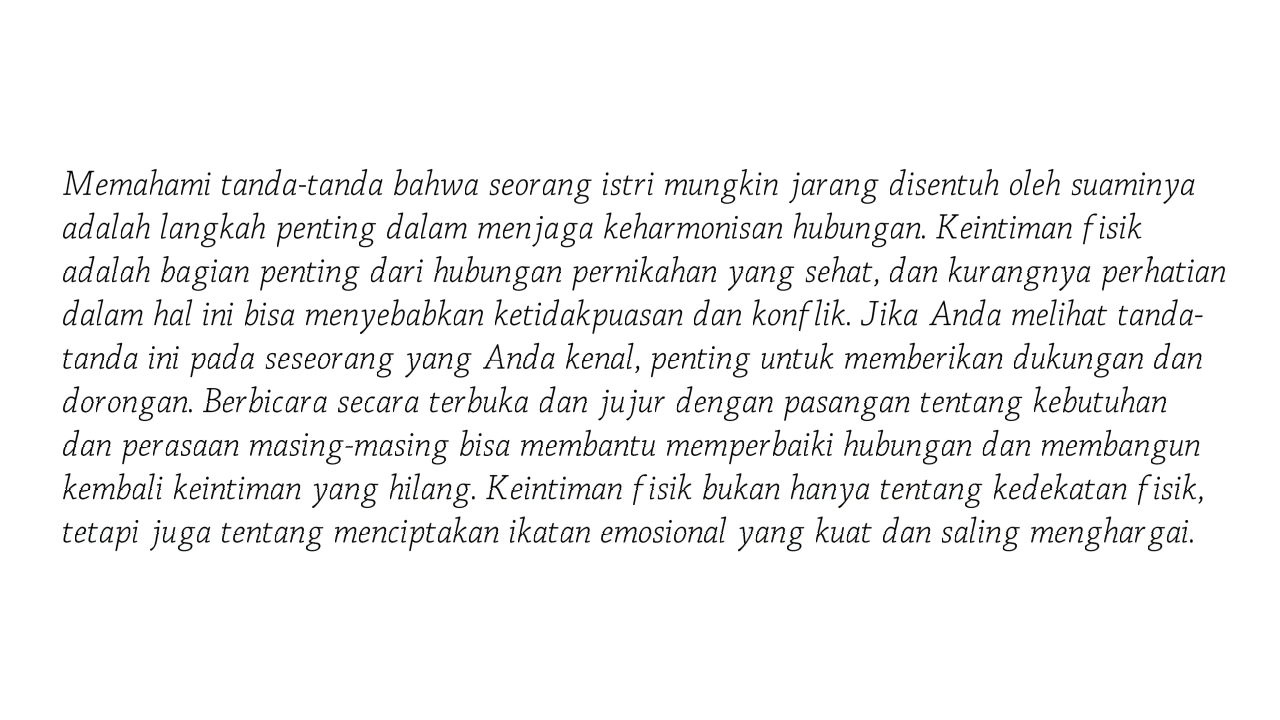 Memahami tanda-tanda bahwa seorang istri mungkin jarang disentuh oleh suaminya
adalah langkah penting dalam menjaga keharmonisan hubungan. Keintiman fisik
adalah bagian penting dari hubungan pernikahan yang sehat, dan kurangnya perhatian
dalam hal ini bisa menyebabkan ketidakpuasan dan konflik. Jika Anda melihat tanda-
tanda ini pada seseorang yang Anda kenal, penting untuk memberikan dukungan dan
dorongan. Berbicara secara terbuka dan jujur dengan pasangan tentang kebutuhan
dan perasaan masing-masing bisa membantu memperbaiki hubungan dan membangun
kembali keintiman yang hilang. Keintiman fisik bukan hanya tentang kedekatan fisik,
tetapi juga tentang menciptakan ikatan emosional yang kuat dan saling menghargai.